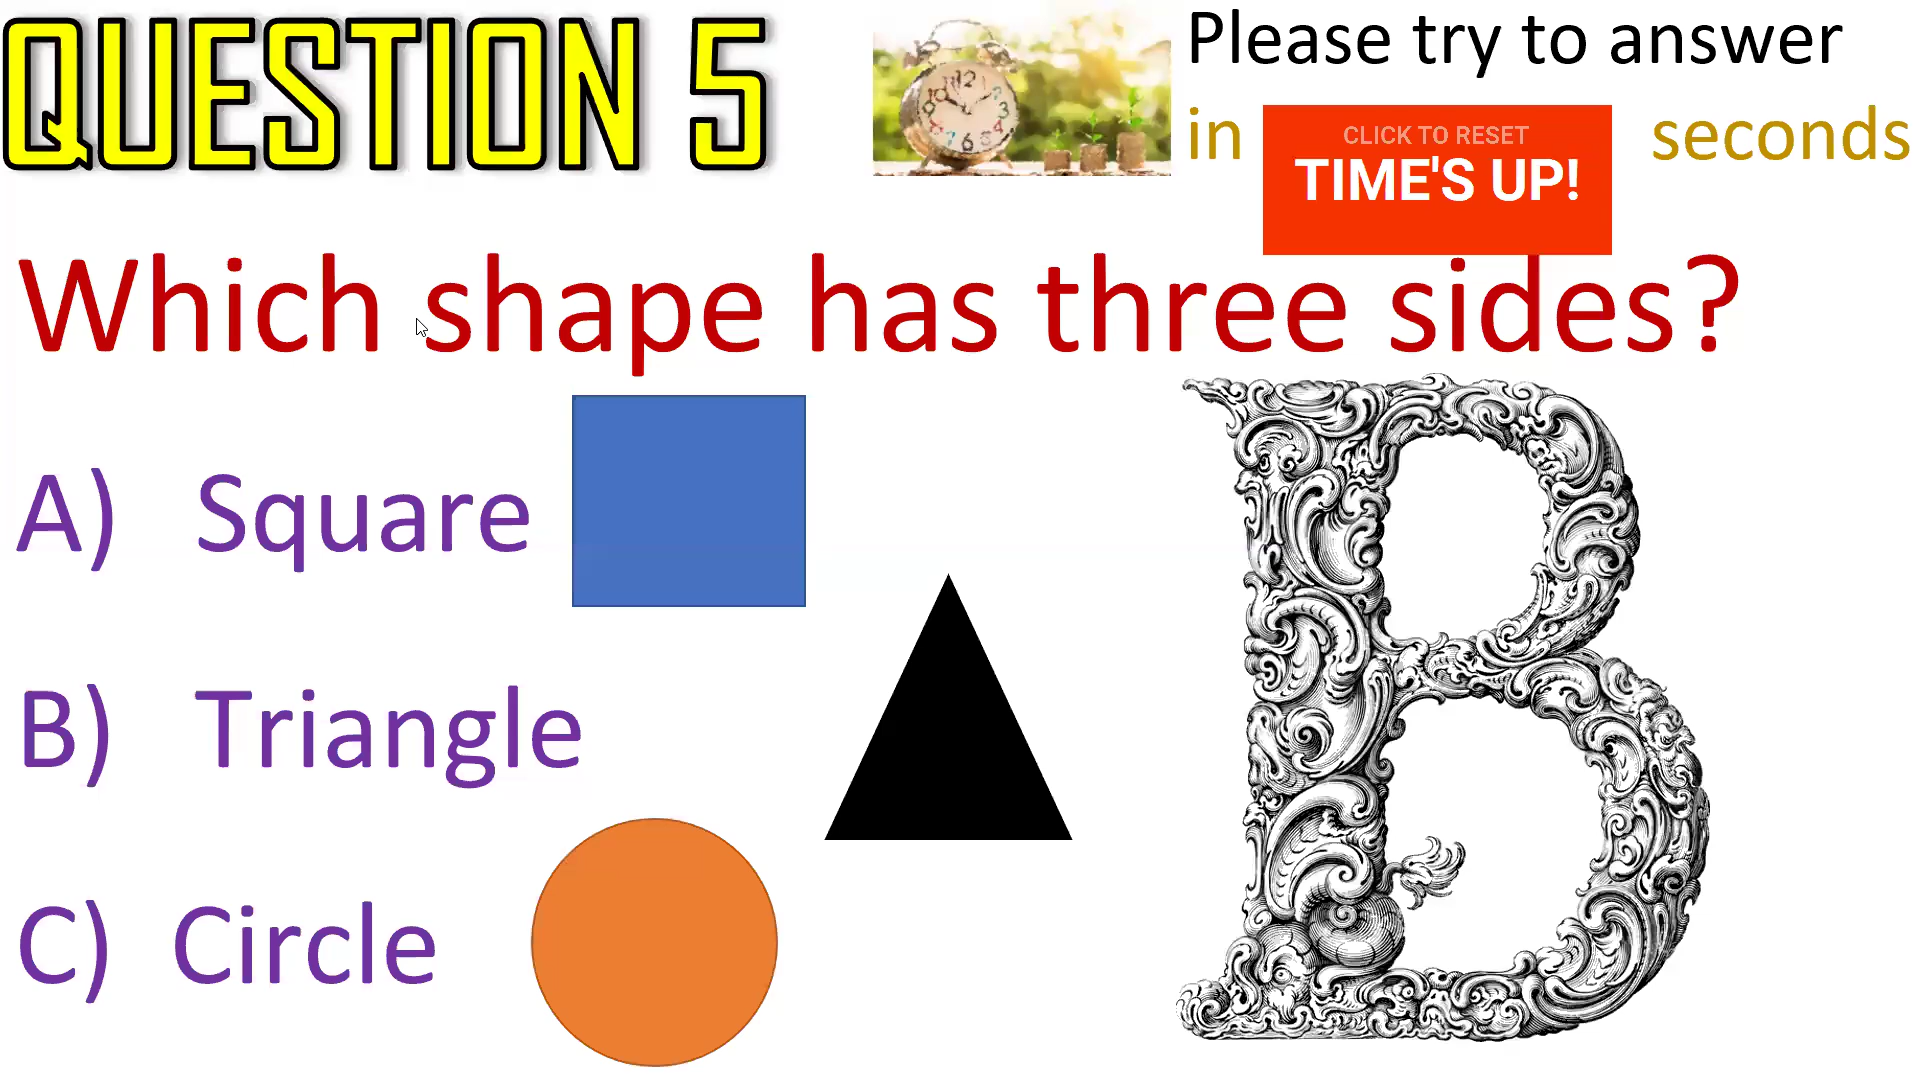 QUESTION 5
Please try to answer
in
CLICK TO RESET
TIME'S UP!
seconds
Which shape has three sides?
A) Square
B) Triangle
C) Circle
B